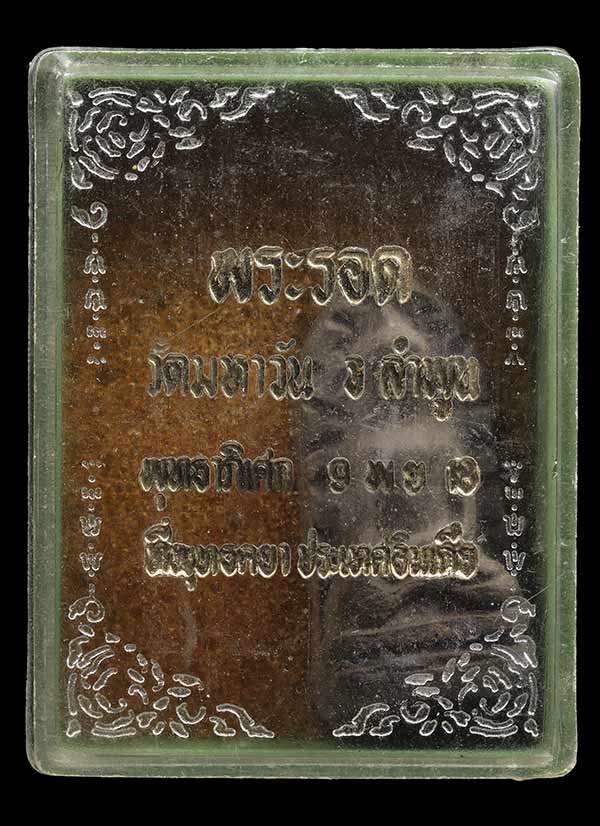 พระรอด
วัดมหาวัน จ ลำพูน
พุทธาภิเศก
ที่พุทธคยา ประเทศอินเดีย